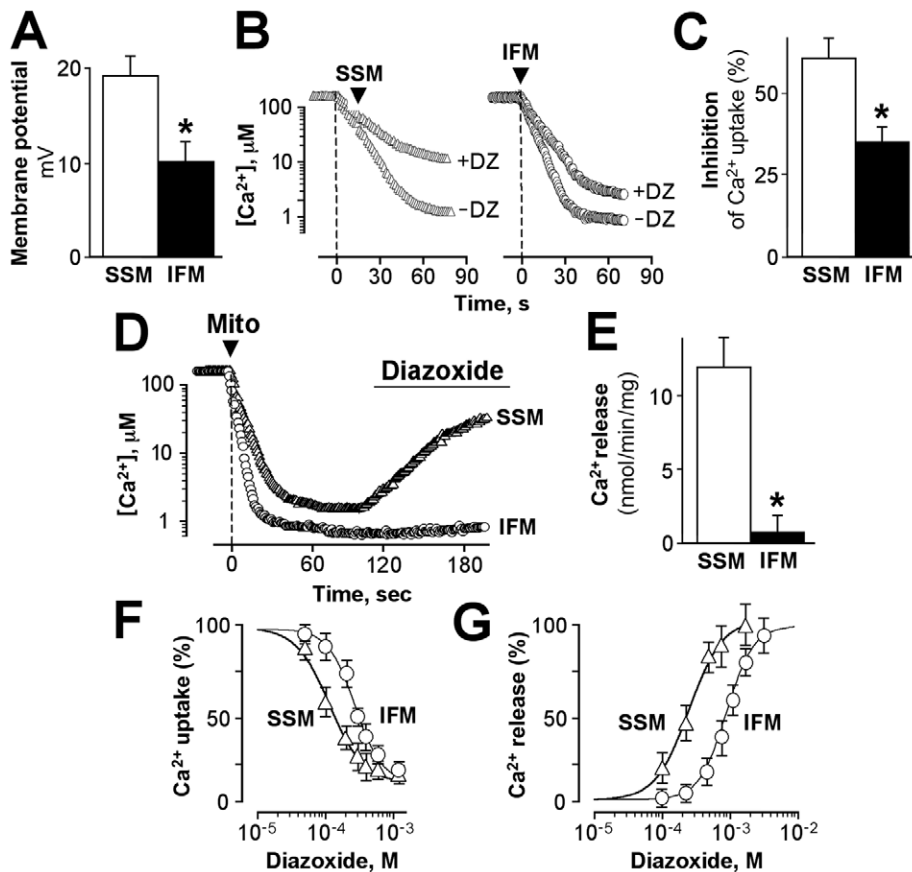 A
Membrane potential
mV
20
10
0
*
SSM IFM
B
SSM
IFM
[Ca²⁺], µM
100
10
1
+DZ
−DZ
+DZ
−DZ
0 30 60 90 0 30 60 90
Time, s
C
Inhibition
of Ca²⁺ uptake (%)
50
25
0
*
SSM IFM
D
Mito
Diazoxide
[Ca²⁺], µM
100
10
1
SSM
IFM
0 60 120 180
Time, sec
E
Ca²⁺ release
(nmol/min/mg)
10
5
0
*
SSM IFM
F
Ca²⁺ uptake (%)
100
50
0
SSM
IFM
10⁻⁵ 10⁻⁴ 10⁻³
Diazoxide, M
G
Ca²⁺ release (%)
100
50
0
SSM
IFM
10⁻⁵ 10⁻⁴ 10⁻³ 10⁻²
Diazoxide, M